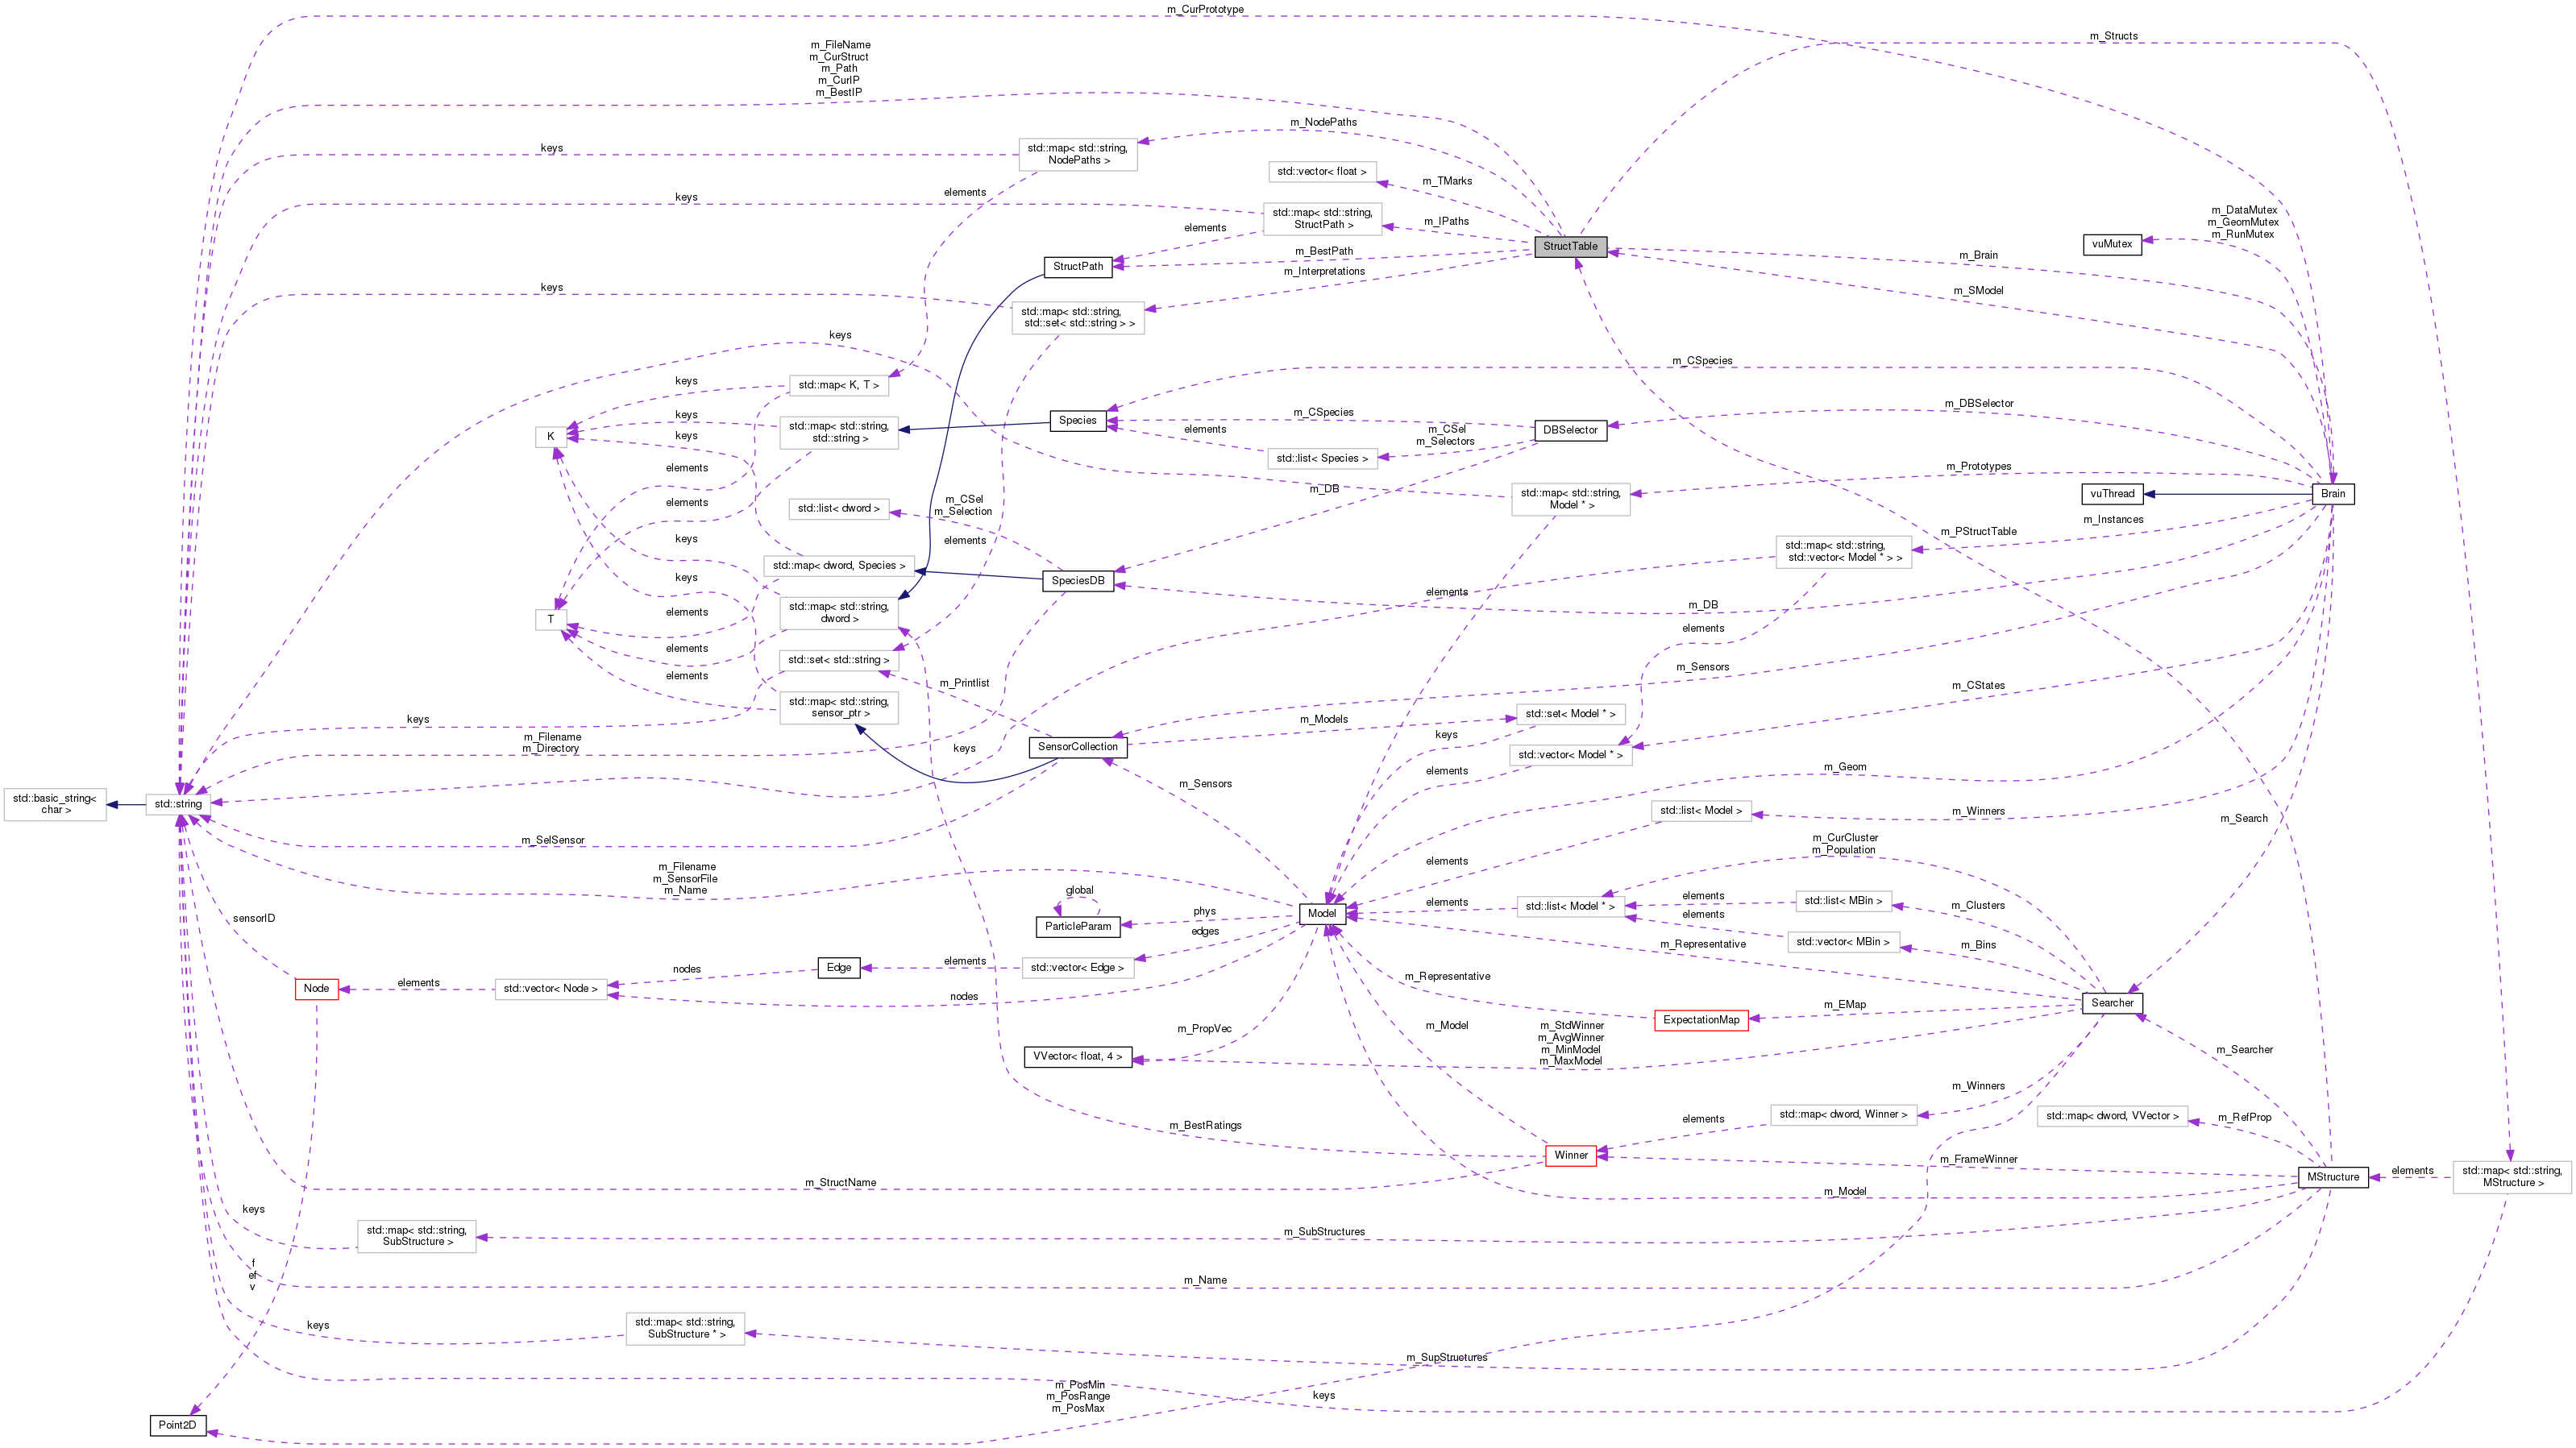 m_CurPrototype
m_Structs
m_FileName
m_CurStruct
m_Path
m_CurIP
m_BestIP
m_NodePaths
keys
std::map< std::string,
NodePaths >
std::vector< float >
m_TMarks
elements
keys
std::map< std::string,
StructPath >
m_IPaths
m_DataMutex
m_GeomMutex
m_RunMutex
elements
StructTable
vuMutex
m_BestPath
m_Brain
StructPath
m_Interpretations
keys
m_SModel
std::map< std::string,
std::set< std::string > >
keys
m_CSpecies
keys
std::map< K, T >
m_DBSelector
keys
m_CSpecies
std::map< std::string,
std::string >
Species
DBSelector
K
keys
elements
m_CSel
m_Selectors
std::list< Species >
elements
m_Prototypes
m_DB
std::map< std::string,
Model * >
vuThread
Brain
elements
std::list< dword >
m_CSel
m_Selection
m_Instances
m_PStructTable
keys
elements
std::map< std::string,
std::vector< Model * > >
std::map< dword, Species >
keys
SpeciesDB
elements
m_DB
elements
std::map< std::string,
dword >
T
elements
elements
std::set< std::string >
m_Sensors
elements
m_Printlist
m_CStates
std::map< std::string,
sensor_ptr >
keys
m_Models
std::set< Model * >
m_Filename
m_Directory
keys
SensorCollection
keys
std::vector< Model * >
m_Geom
elements
m_Sensors
std::basic_string<
char >
std::string
std::list< Model >
m_Winners
m_Search
m_SelSensor
m_CurCluster
m_Population
elements
m_Filename
m_SensorFile
m_Name
global
elements
std::list< MBin >
m_Clusters
sensorID
phys
Model
elements
std::list< Model * >
elements
ParticleParam
edges
std::vector< MBin >
m_Bins
m_Representative
nodes
Edge
elements
std::vector< Edge >
m_Representative
Node
elements
std::vector< Node >
nodes
m_EMap
Searcher
ExpectationMap
m_PropVec
m_Model
m_StdWinner
m_AvgWinner
m_MinModel
m_MaxModel
m_Searcher
VVector< float, 4 >
m_Winners
m_BestRatings
elements
std::map< dword, Winner >
std::map< dword, VVector >
m_RefProp
Winner
m_FrameWinner
MStructure
elements
std::map< std::string,
MStructure >
m_StructName
m_Model
keys
std::map< std::string,
SubStructure >
m_SubStructures
f
ef
v
m_Name
keys
std::map< std::string,
SubStructure * >
m_SupStructures
m_PosMin
m_PosRange
m_PosMax
keys
Point2D